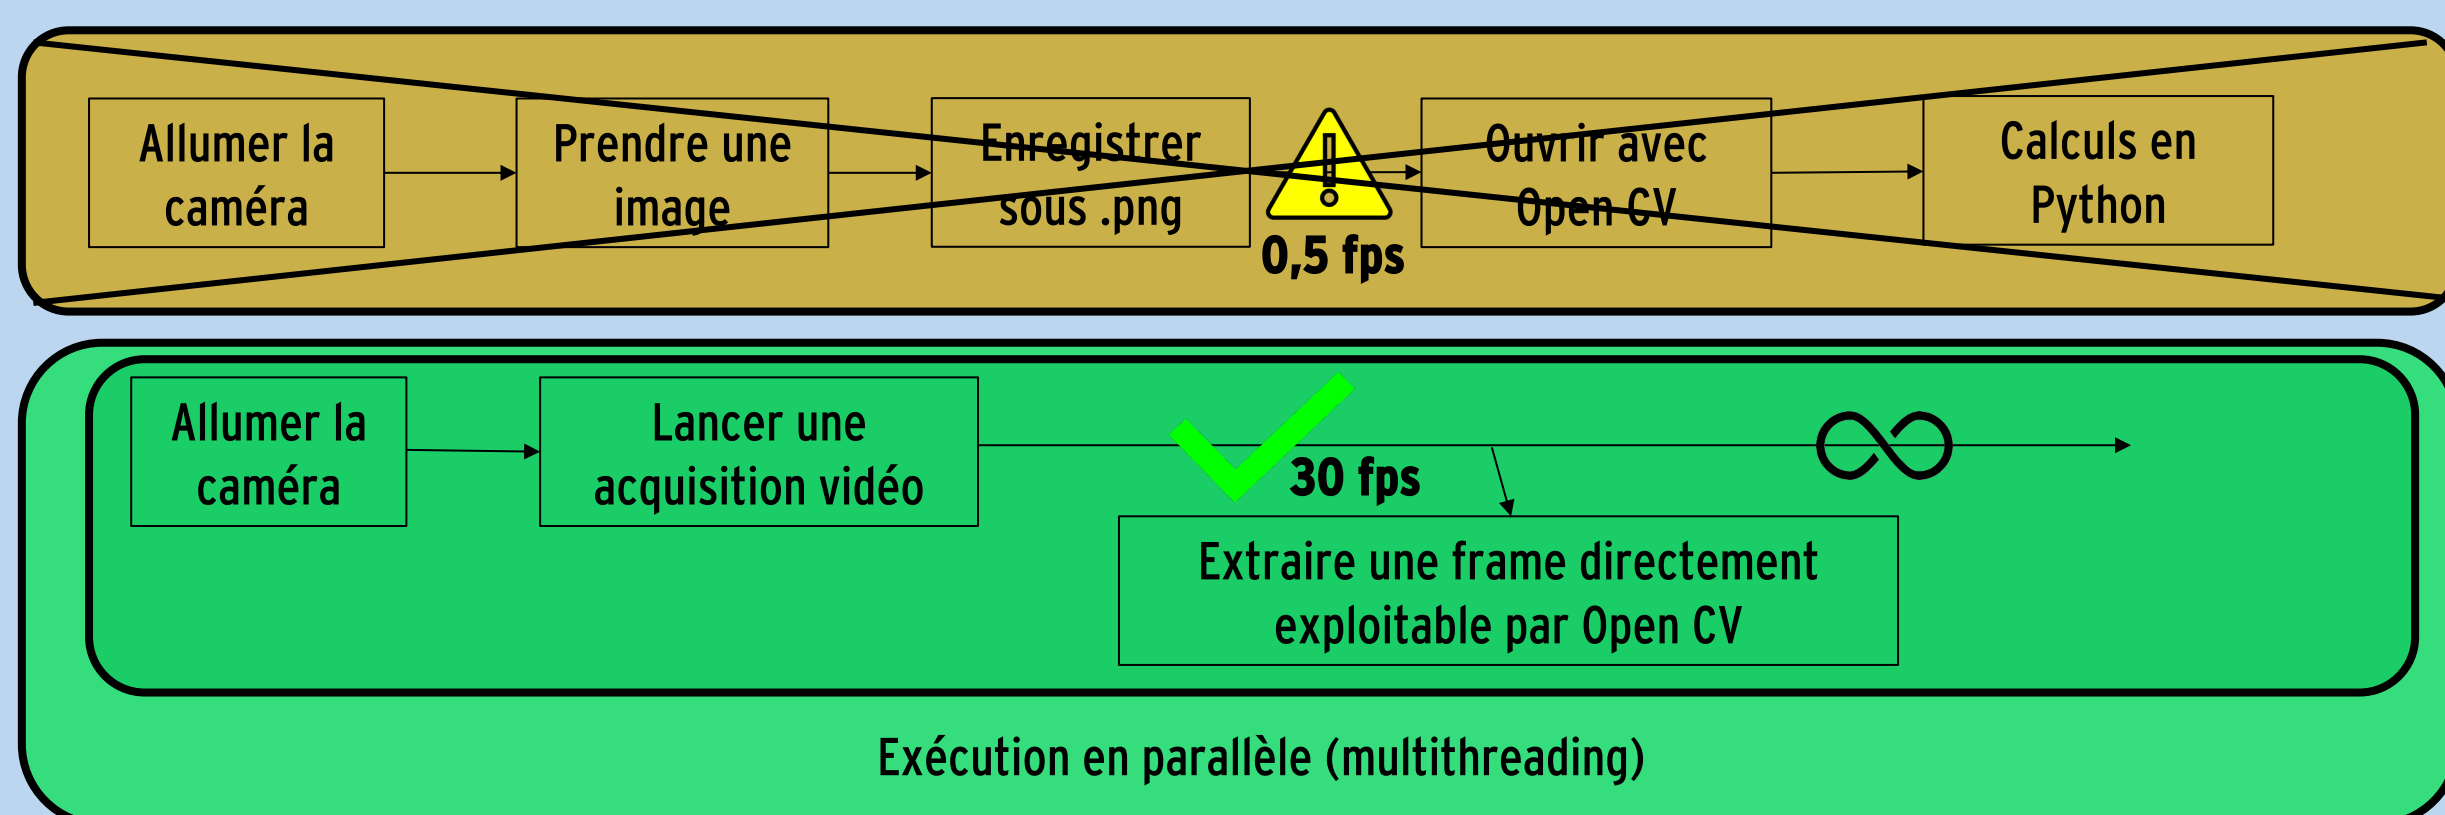 Allumer la
caméra
Prendre une
image
Enregistrer
sous .png
!
0,5 fps
Ouvrir avec
Open CV
Calculs en
Python
Allumer la
caméra
Lancer une
acquisition vidéo
30 fps
Extraire une frame directement
exploitable par Open CV
Exécution en parallèle (multithreading)